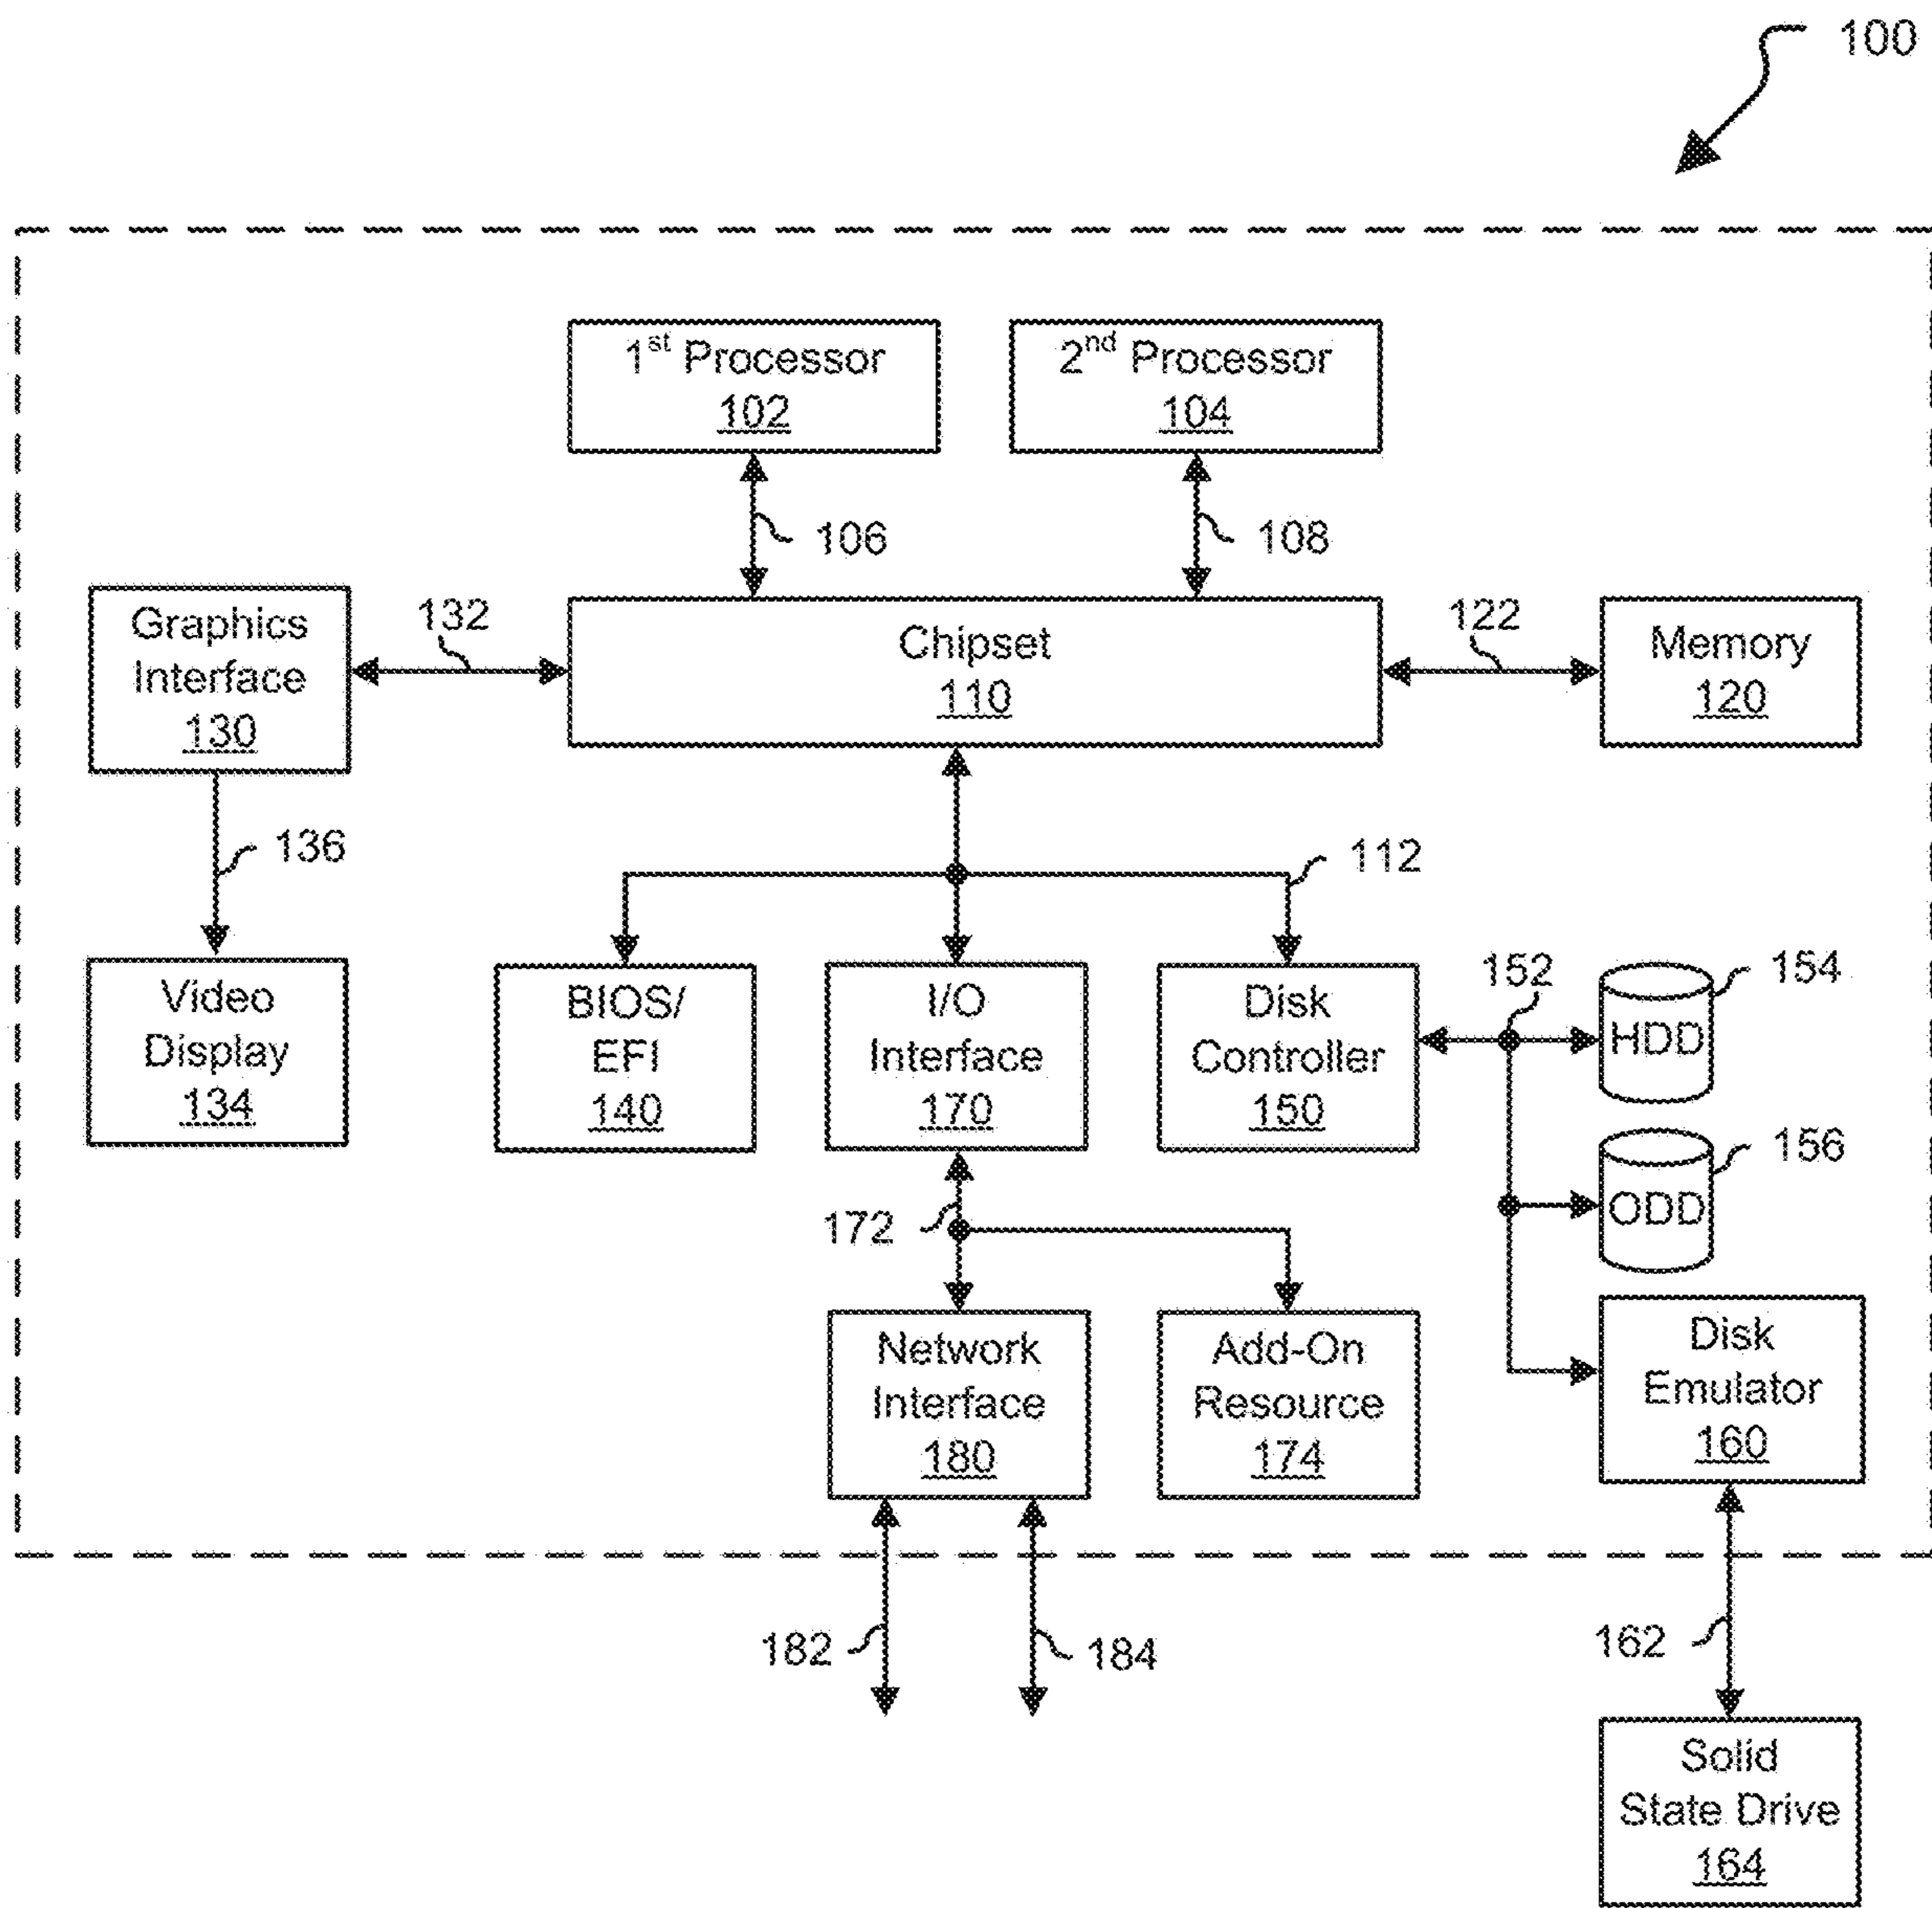 100
1st Processor
102
2nd Processor
104
106
108
Graphics
Interface
130
132
Chipset
110
122
Memory
120
136
112
Video
Display
134
BIOS/
EFI
140
I/O
Interface
170
Disk
Controller
150
152
154
HDD
156
ODD
172
Network
Interface
180
Add-On
Resource
174
Disk
Emulator
160
182
184
162
Solid
State Drive
164